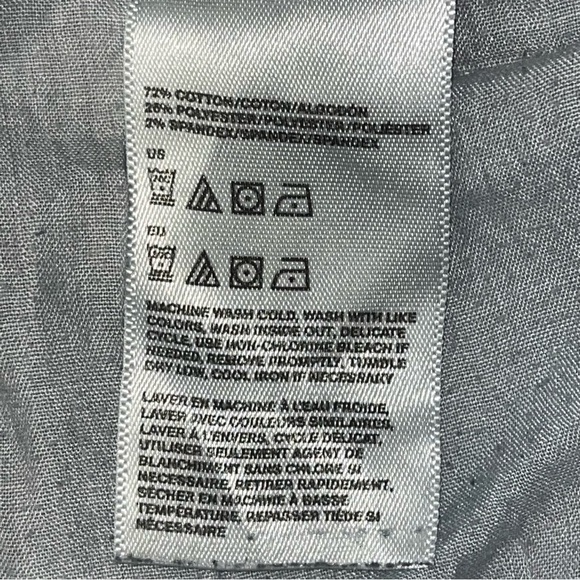 72% COTTON/COTON/ALGODÓN
26% POLYESTER/POLYESTER/POLIÉSTER
2% SPANDEX/SPANDEX/SPANDEX
US
EU
MACHINE WASH COLD, WASH WITH LIKE
COLORS, WASH INSIDE OUT, DELICATE
CYCLE, USE NON-CHLORINE BLEACH IF
NEEDED, REMOVE PROMPTLY, TUMBLE
DRY LOW, COOL IRON IF NECESSARY
LAVER EN MACHINE À L'EAU FROIDE,
LAVER AVEC COULEURS SIMILAIRES,
LAVER À L'ENVERS, CYCLE DÉLICAT,
UTILISER SEULEMENT AGENT DE
BLANCHIMENT SANS CHLORE SI
NÉCESSAIRE, RETIRER RAPIDEMENT,
SÉCHER EN MACHINE À BASSE
TEMPÉRATURE, REPASSER TIÈDE SI
NÉCESSAIRE